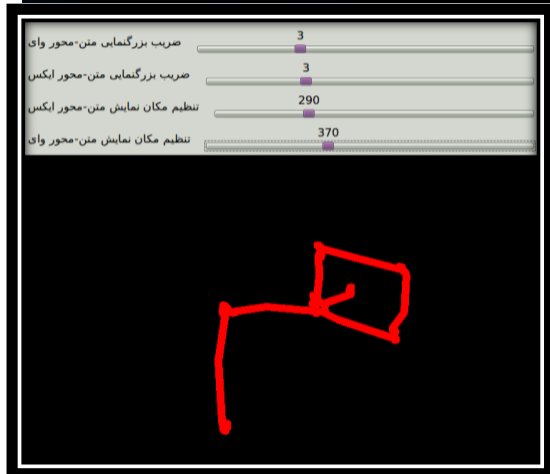 3
ضریب بزرگنمایی متن-محور وای
3
ضریب بزرگنمایی متن-محور ایکس
290
تنظیم مکان نمایش متن-محور ایکس
370
تنظیم مکان نمایش متن-محور وای